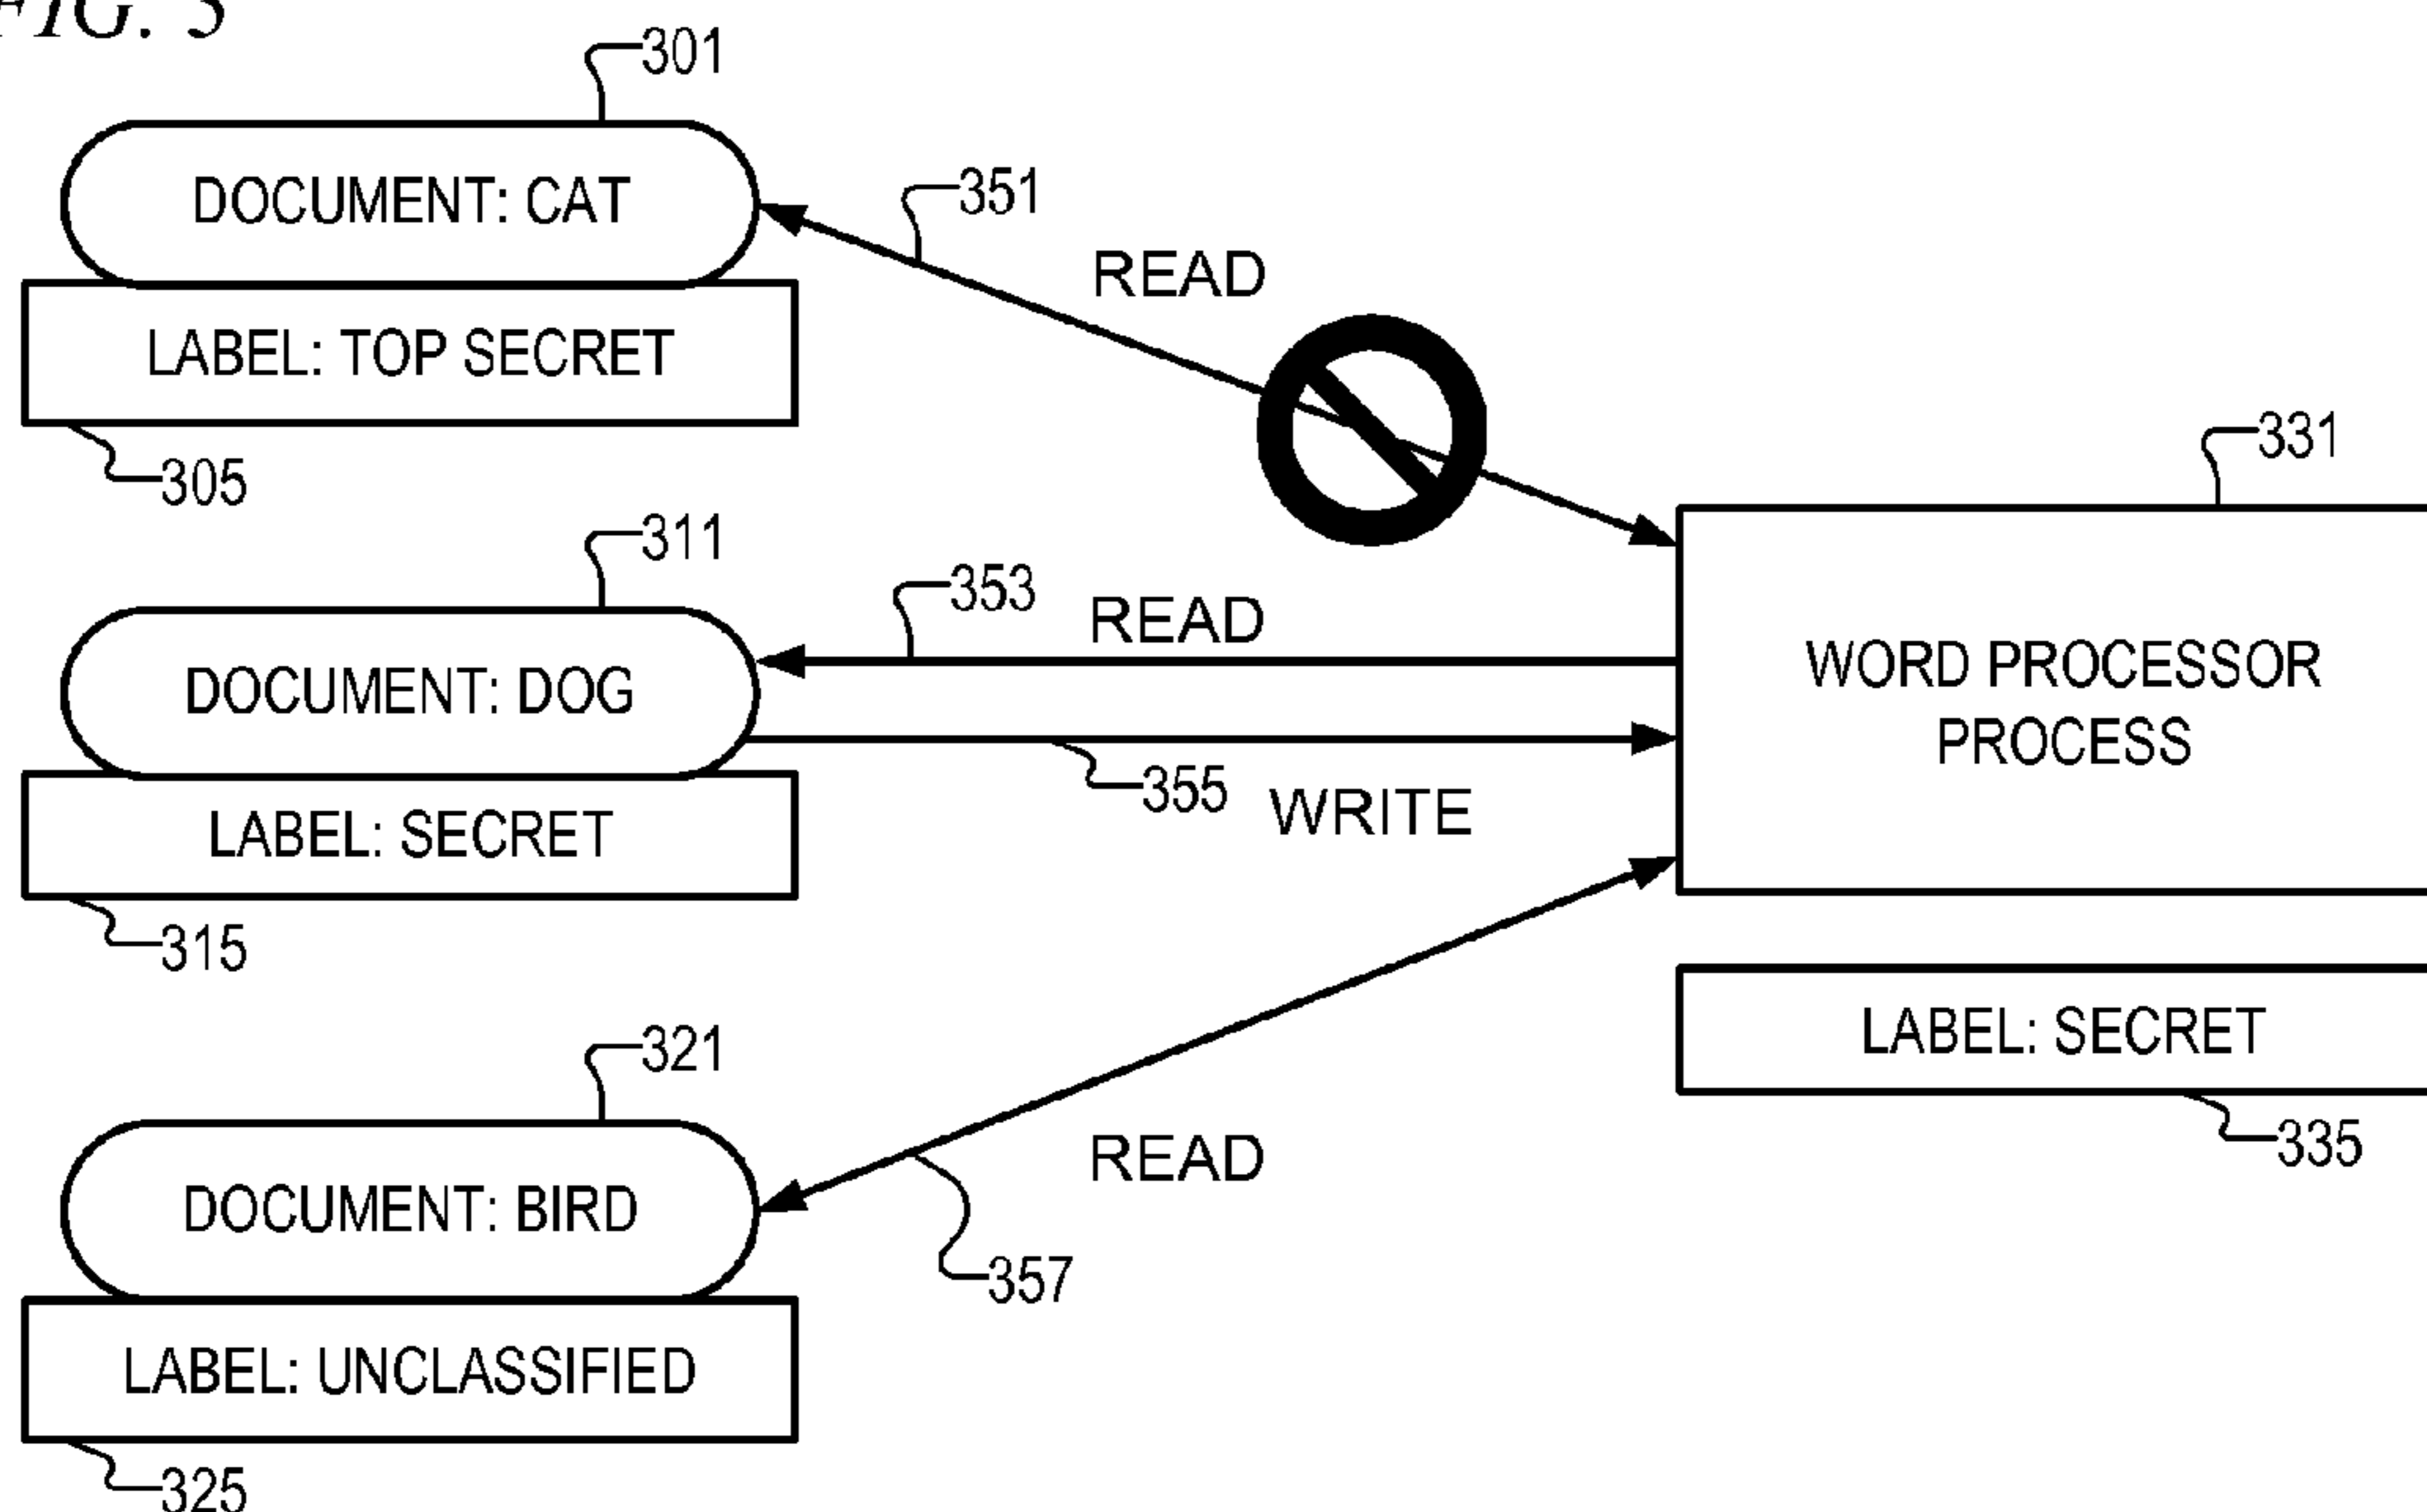 FIG. 3
301
DOCUMENT: CAT
LABEL: TOP SECRET
305
351
READ
331
311
353
READ
DOCUMENT: DOG
WORD PROCESSOR
PROCESS
355
WRITE
LABEL: SECRET
315
LABEL: SECRET
335
321
READ
DOCUMENT: BIRD
357
LABEL: UNCLASSIFIED
325